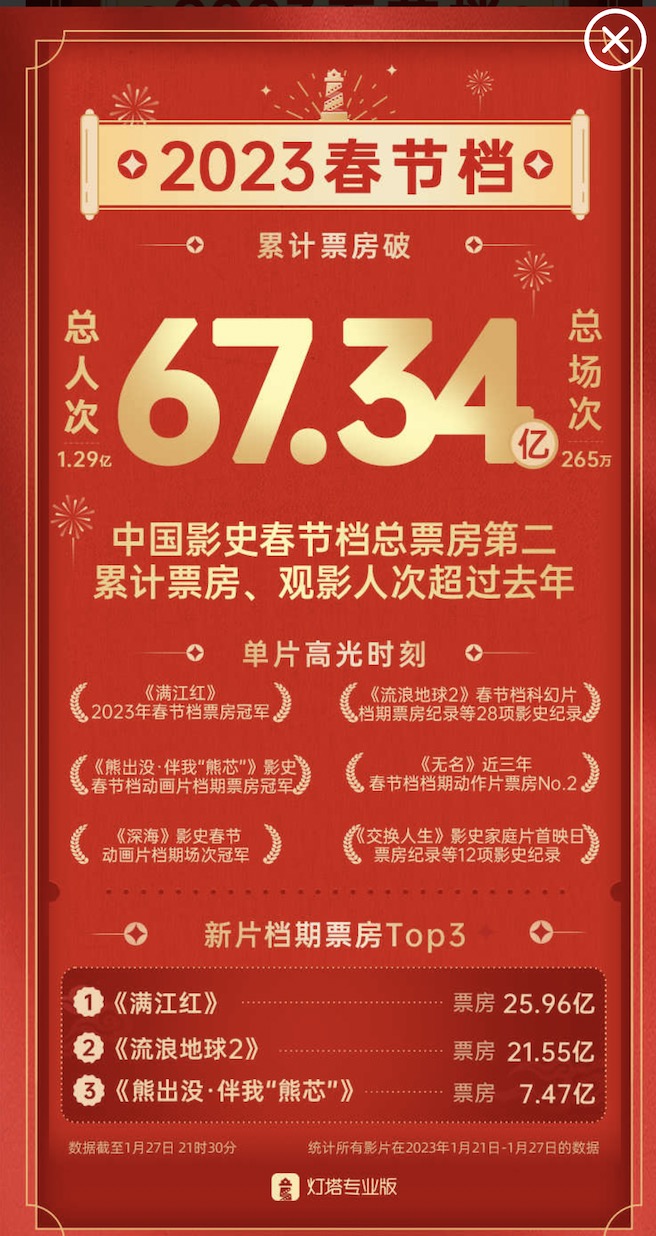 2023春节档
累计票房破
总人次
1.29亿
67.34亿
总场次
265万
中国影史春节档总票房第二
累计票房、观影人次超过去年
单片高光时刻
《满江红》
2023年春节档票房冠军
《流浪地球2》春节档科幻片
档期票房纪录等28项影史纪录
《熊出没·伴我“熊芯”》影史
春节档动画片档期票房冠军
《无名》近三年
春节档档期动作片票房No.2
《深海》影史春节
动画片档期场次冠军
《交换人生》影史家庭片首映日
票房纪录等12项影史纪录
新片档期票房Top3
1《满江红》 票房 25.96亿
2《流浪地球2》 票房 21.55亿
3《熊出没·伴我“熊芯”》 票房 7.47亿
数据截至1月27日 21时30分 统计所有影片在2023年1月21日-1月27日的数据
灯塔专业版